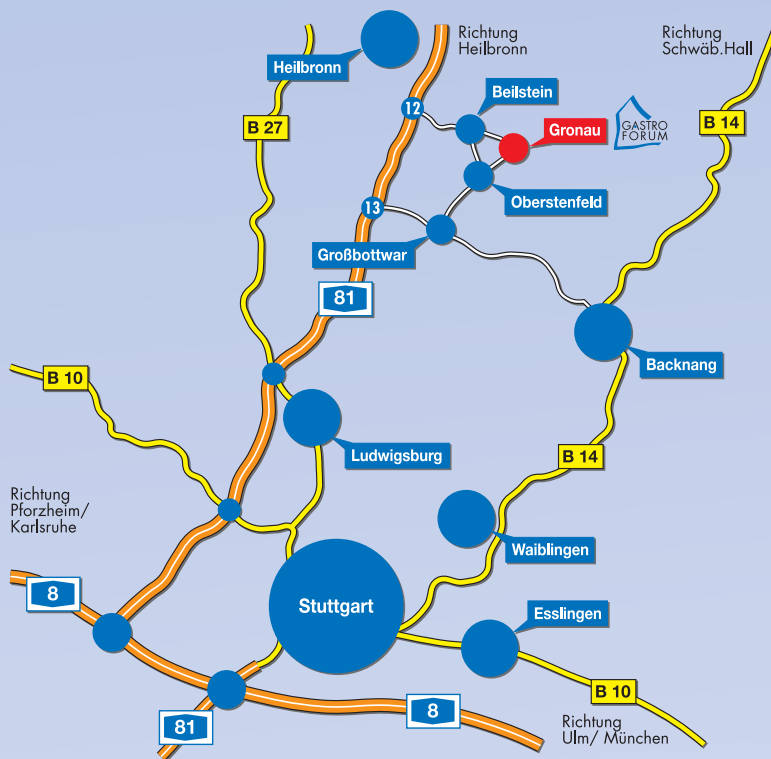 Richtung
Heilbronn
Richtung
Schwäb.Hall
Heilbronn
Beilstein
12
B 27
Gronau
GASTRO
FORUM
B 14
Oberstenfeld
13
Großbottwar
81
Backnang
B 10
Ludwigsburg
B 14
Richtung
Pforzheim/
Karlsruhe
Waiblingen
8
Stuttgart
Esslingen
B 10
8
81
Richtung
Ulm/ München